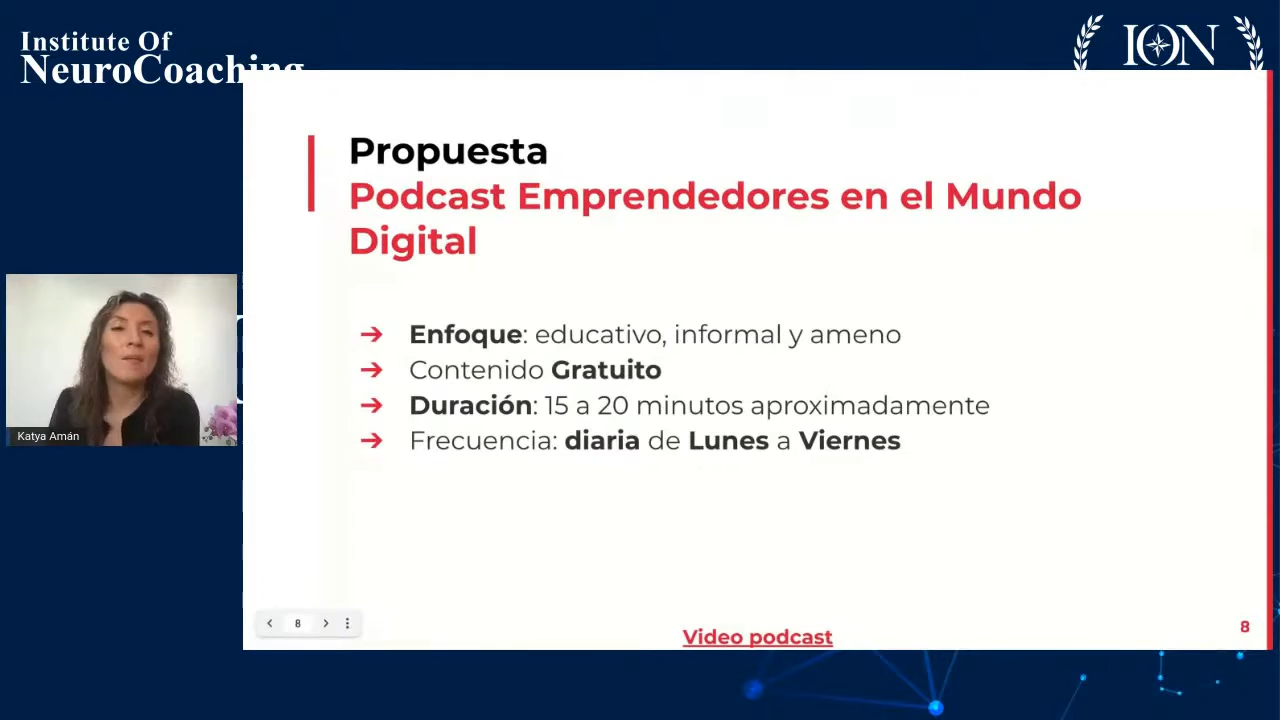 Institute Of
NeuroCoaching
ION
Propuesta
Podcast Emprendedores en el Mundo
Digital
➔ Enfoque: educativo, informal y ameno
➔ Contenido Gratuito
➔ Duración: 15 a 20 minutos aproximadamente
➔ Frecuencia: diaria de Lunes a Viernes
Katya Amán
8
Video podcast
8